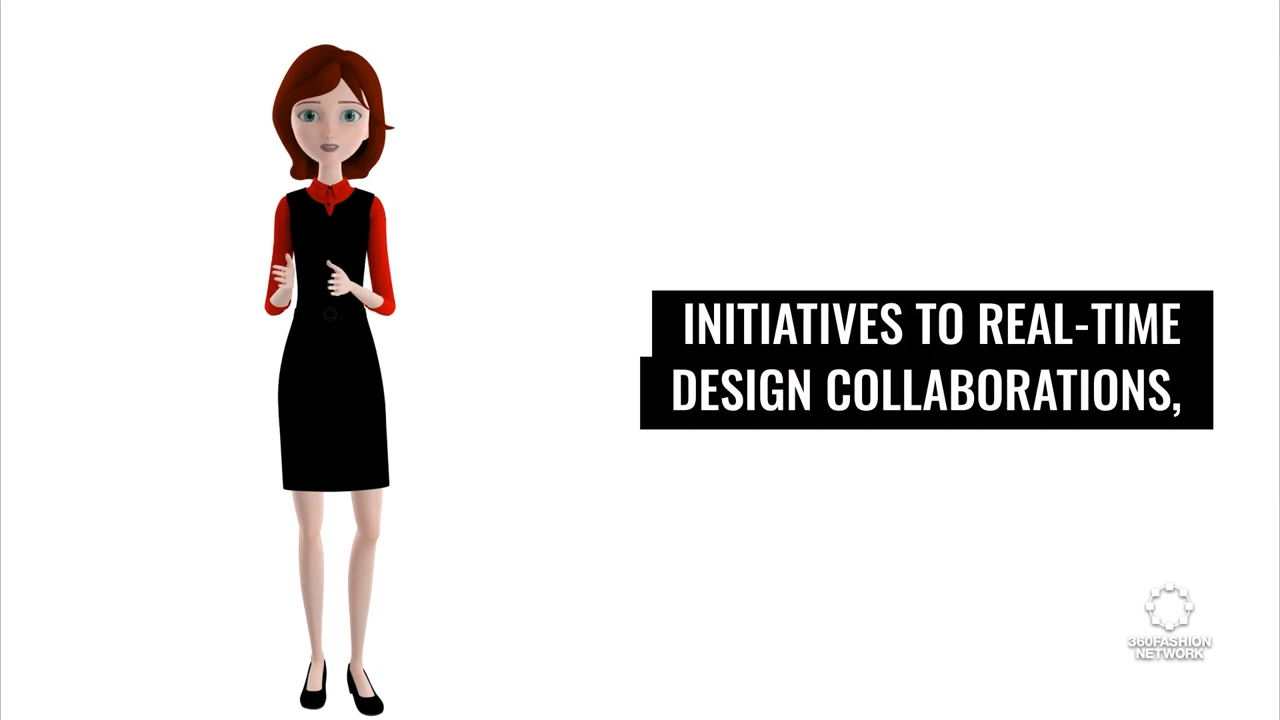 INITIATIVES TO REAL-TIME
DESIGN COLLABORATIONS,
360FASHION
NETWORK